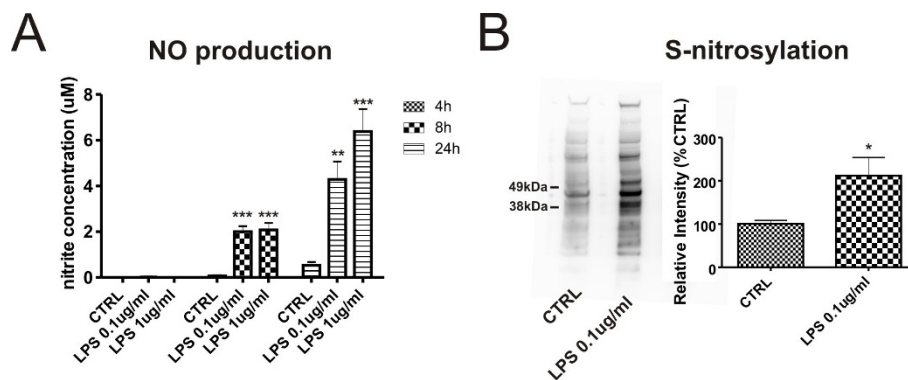 A
NO production
nitrite concentration (uM)
8
6
4
2
0
***
***
**
***
4h
8h
24h
CTRL
LPS 0.1ug/ml
LPS 1ug/ml
CTRL
LPS 0.1ug/ml
LPS 1ug/ml
CTRL
LPS 0.1ug/ml
LPS 1ug/ml
B
S-nitrosylation
49kDa
38kDa
CTRL
LPS 0.1ug/ml
Relative Intensity (%CTRL)
300
200
100
0
*
CTRL
LPS 0.1ug/ml